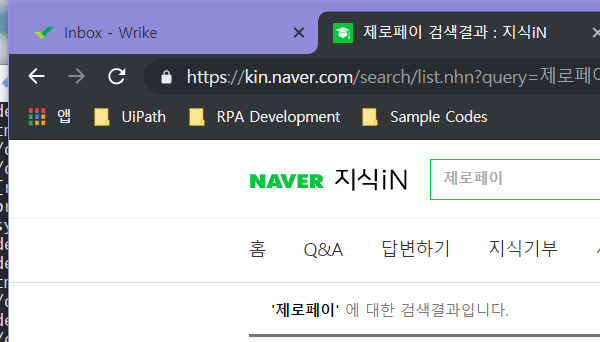 Inbox - Wrike
제로페이 검색결과 : 지식iN
https://kin.naver.com/search/list.nhn?query=제로페이
앱 UiPath RPA Development Sample Codes
NAVER 지식iN 제로페이
홈 Q&A 답변하기 지식기부
'제로페이' 에 대한 검색결과입니다.